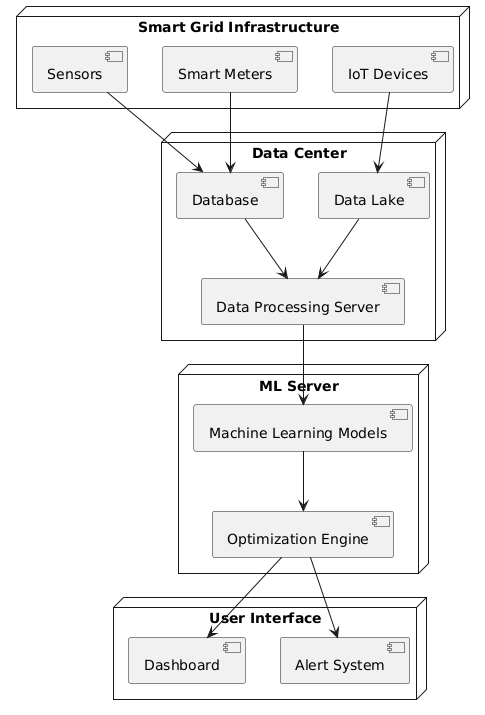 Smart Grid Infrastructure
Sensors
Smart Meters
IoT Devices
Data Center
Database
Data Lake
Data Processing Server
ML Server
Machine Learning Models
Optimization Engine
User Interface
Dashboard
Alert System